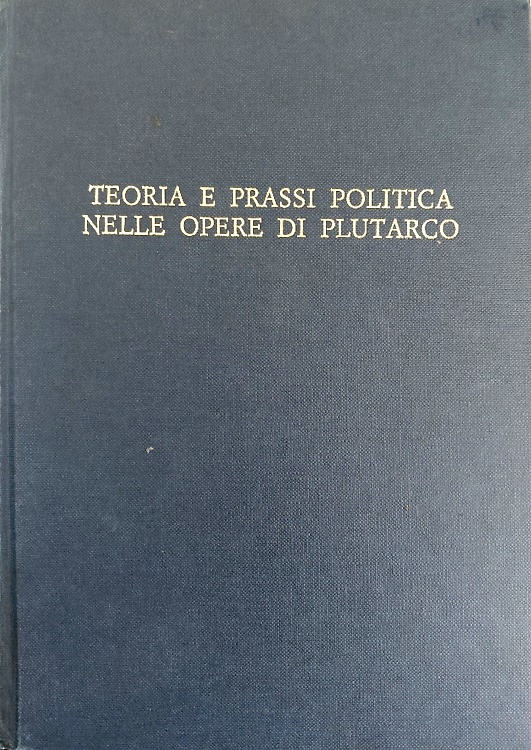 TEORIA E PRASSI POLITICA
NELLE OPERE DI PLUTARCO